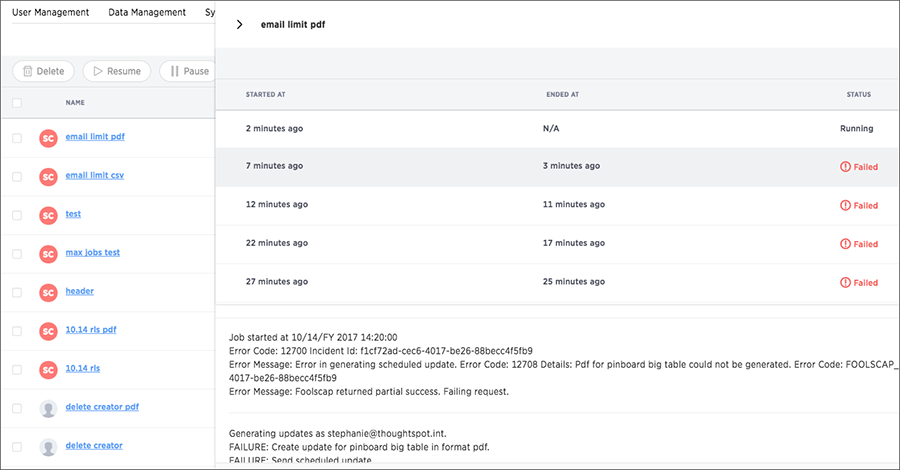 User Management Data Management Sy
email limit pdf
Delete Resume Pause
STARTED AT ENDED AT STATUS
NAME
2 minutes ago N/A Running
SC email limit pdf
7 minutes ago 3 minutes ago Failed
SC email limit csv
12 minutes ago 11 minutes ago Failed
SC test
22 minutes ago 17 minutes ago Failed
SC max jobs test
27 minutes ago 25 minutes ago Failed
SC header
SC 10.14 rls pdf
SC 10.14 rls
delete creator pdf
delete creator
Job started at 10/14/FY 2017 14:20:00
Error Code: 12700 Incident Id: f1cf72ad-cec6-4017-be26-88becc4f5fb9
Error Message: Error in generating scheduled update. Error Code: 12708 Details: Pdf for pinboard big table could not be generated. Error Code: FOOLSCAP_
4017-be26-88becc4f5fb9
Error Message: Foolscap returned partial success. Failing request.
Generating updates as stephanie@thoughtspot.int.
FAILURE: Create update for pinboard big table in format pdf.
FAILURE: Send scheduled update